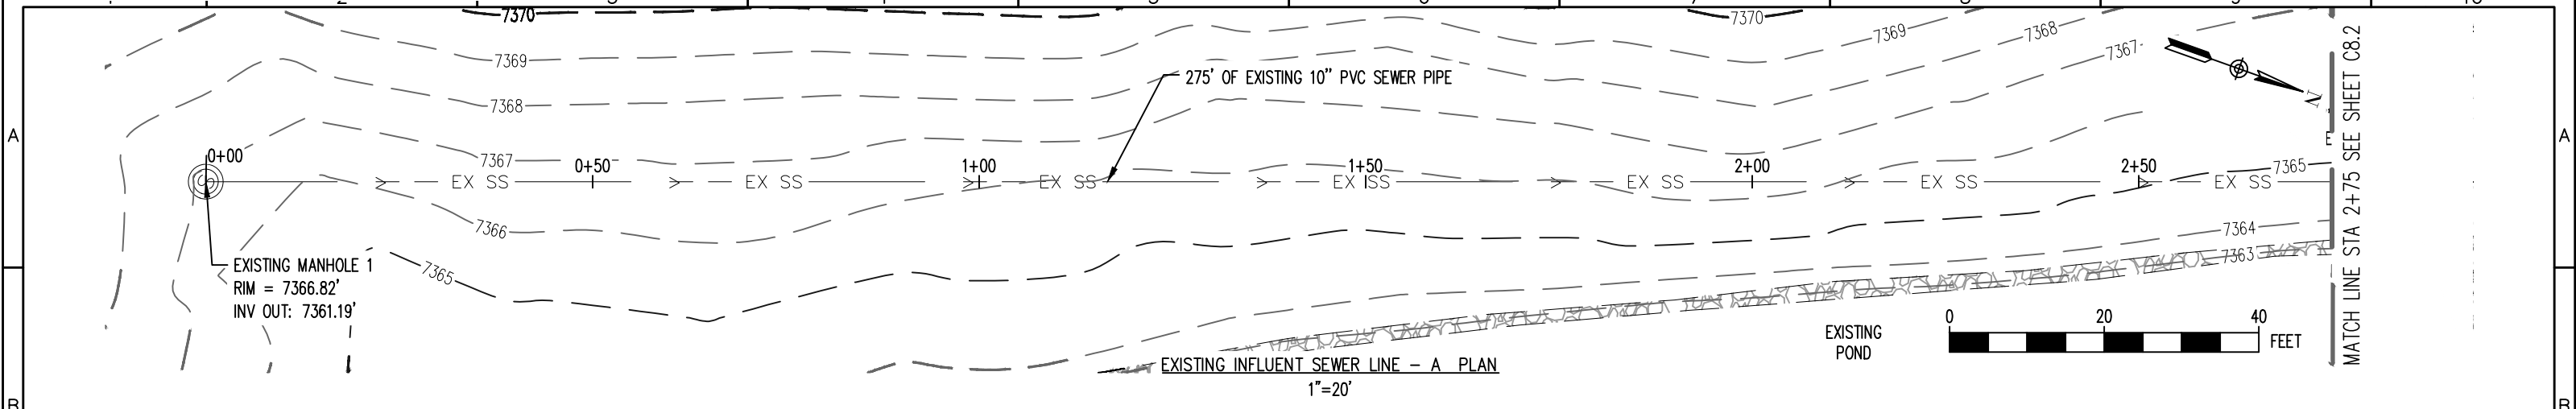 7370
7370
7369
7369
7368
7367
7368
275' OF EXISTING 10" PVC SEWER PIPE
N
MATCH LINE STA 2+75 SEE SHEET C8.2
A
A
0+00
7367
0+50
1+00
1+50
2+00
2+50
7365
EX SS
EX SS
EX SS
EX SS
EX SS
EX SS
EX SS
7366
7364
7363
7365
EXISTING MANHOLE 1
RIM = 7366.82'
INV OUT: 7361.19'
EXISTING
POND
0 20 40
FEET
EXISTING INFLUENT SEWER LINE - A PLAN
1"=20'
B
B